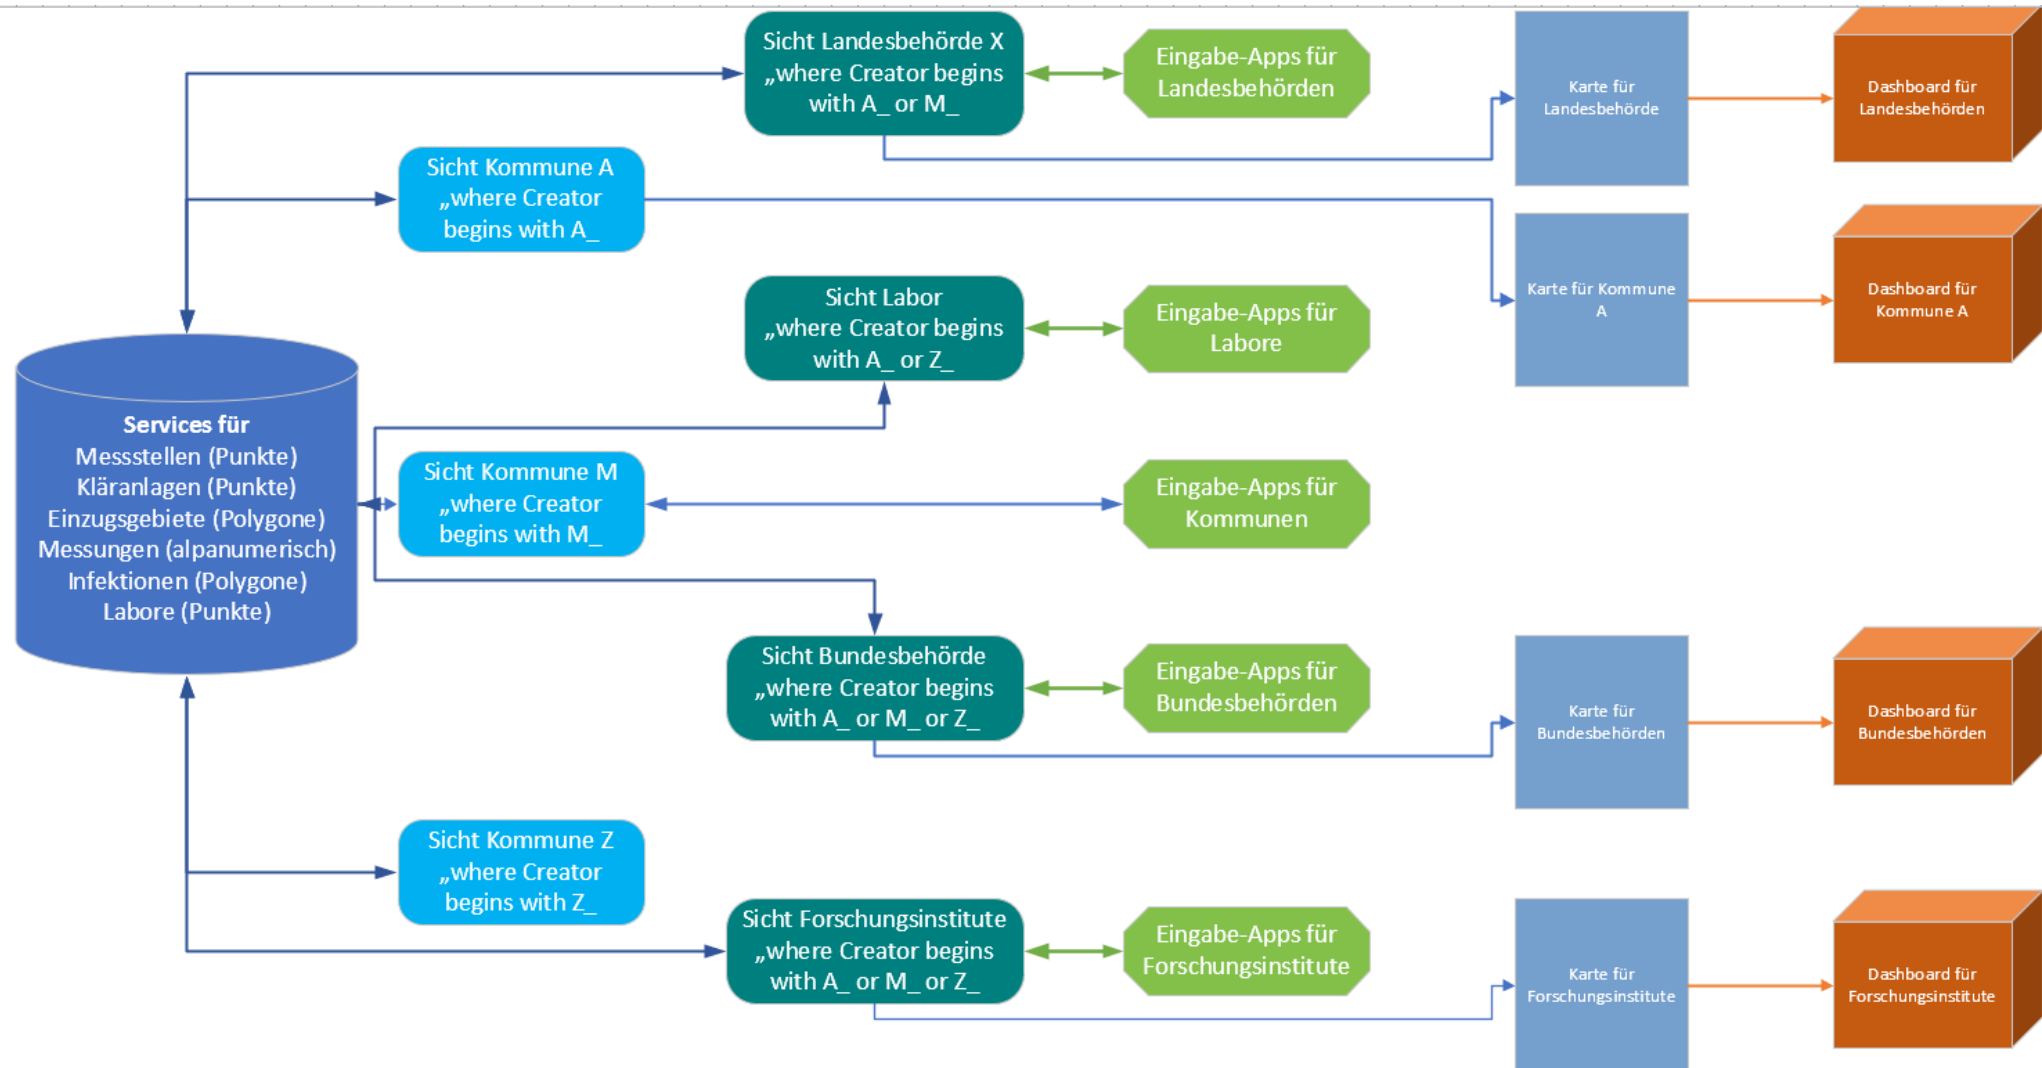 Sicht Landesbehörde X
„where Creator begins
with A_ or M_
Eingabe-Apps für
Landesbehörden
Karte für
Landesbehörde
Dashboard für
Landesbehörden
Sicht Kommune A
„where Creator
begins with A_
Karte für Kommune
A
Dashboard für
Kommune A
Sicht Labor
„where Creator begins
with A_ or Z_
Eingabe-Apps für
Labore
Services für
Messstellen (Punkte)
Kläranlagen (Punkte)
Einzugsgebiete (Polygone)
Messungen (alpanumerisch)
Infektionen (Polygone)
Labore (Punkte)
Sicht Kommune M
„where Creator
begins with M_
Eingabe-Apps für
Kommunen
Sicht Bundesbehörde
„where Creator begins
with A_ or M_ or Z_
Eingabe-Apps für
Bundesbehörden
Karte für
Bundesbehörden
Dashboard für
Bundesbehörden
Sicht Kommune Z
„where Creator
begins with Z_
Sicht Forschungsinstitute
„where Creator begins
with A_ or M_ or Z_
Eingabe-Apps für
Forschungsinstitute
Karte für
Forschungsinstitute
Dashboard für
Forschungsinstitute